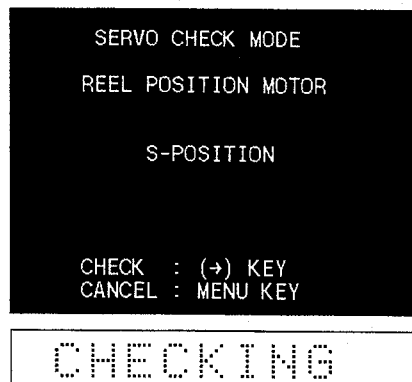 SERVO CHECK MODE
REEL POSITION MOTOR
S-POSITION
CHECK : (→) KEY
CANCEL : MENU KEY
CHECKING